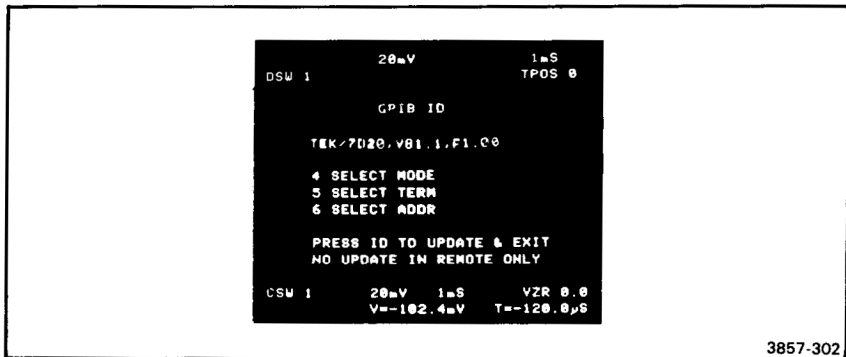 20mV 1mS
DSW 1 TPOS 0
GPIB ID
TEK/7D20,V81.1,F1.00
4 SELECT MODE
5 SELECT TERM
6 SELECT ADDR
PRESS ID TO UPDATE & EXIT
NO UPDATE IN REMOTE ONLY
CSW 1 20mV 1mS VZR 0.0
V=-102.4mV T=-120.0µS
3857-302